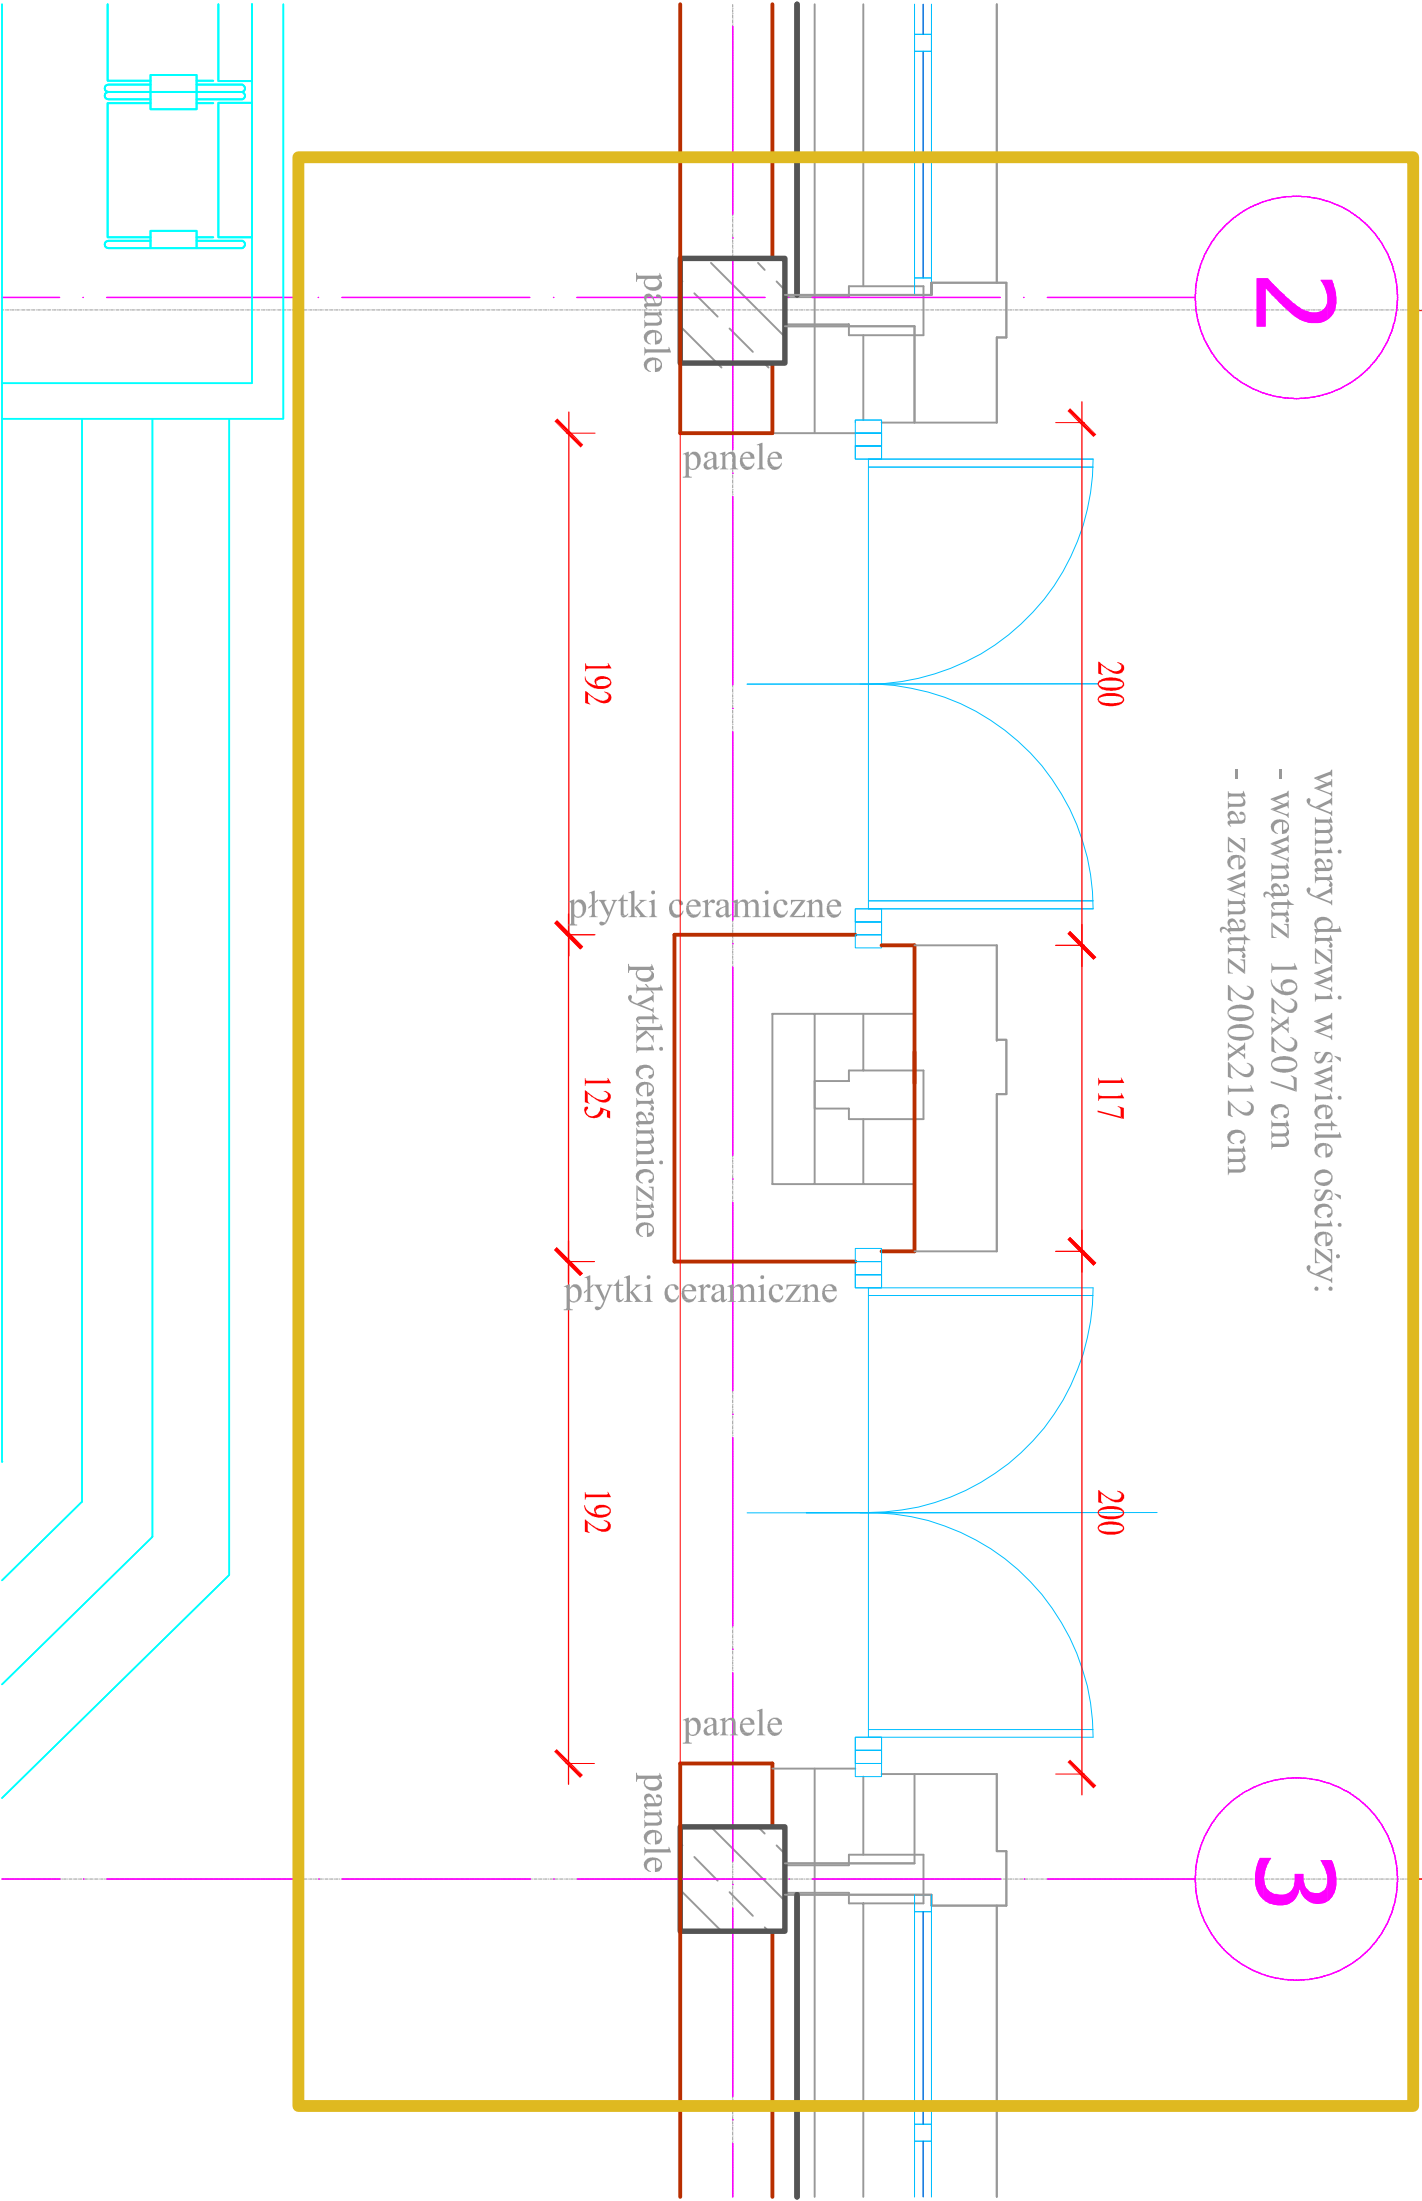 2
panele
panele
192
200
wymiary drzwi w świetle ościeży:
- wewnątrz 192x207 cm
- na zewnątrz 200x212 cm
płytki ceramiczne
płytki ceramiczne
125
117
płytki ceramiczne
192
200
panele
panele
3